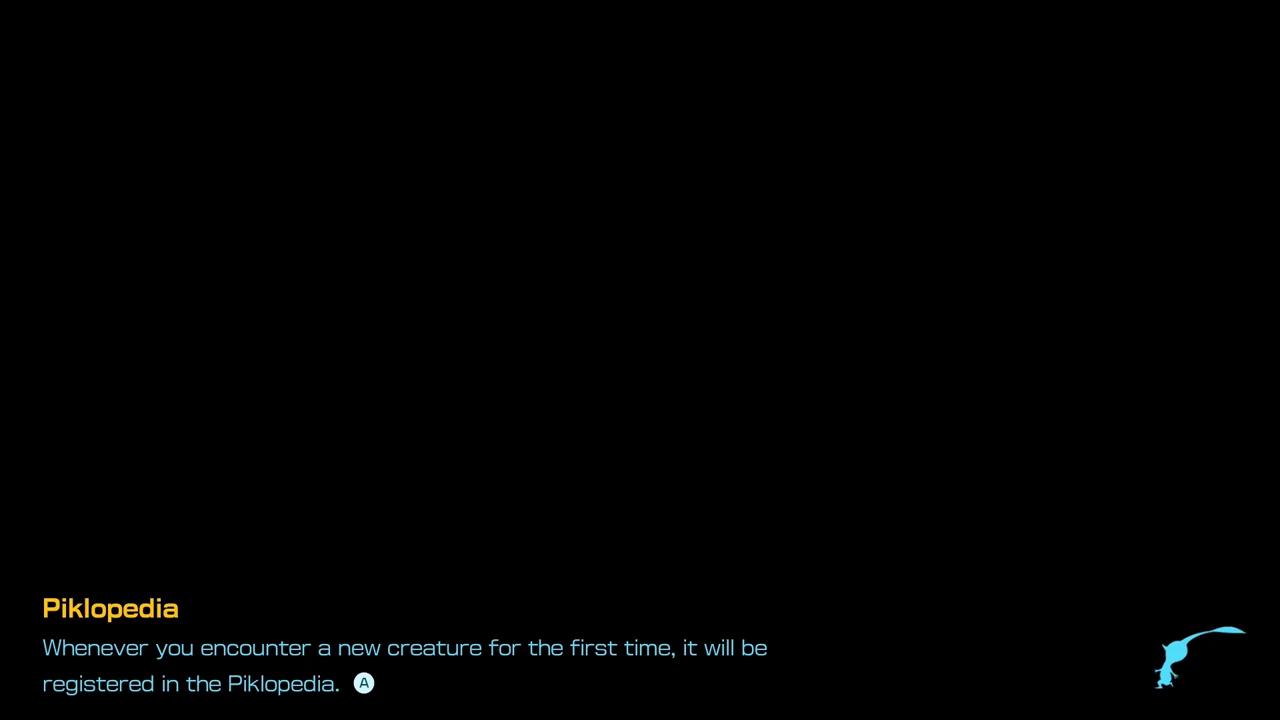 Piklopedia
Whenever you encounter a new creature for the first time, it will be
registered in the Piklopedia. A